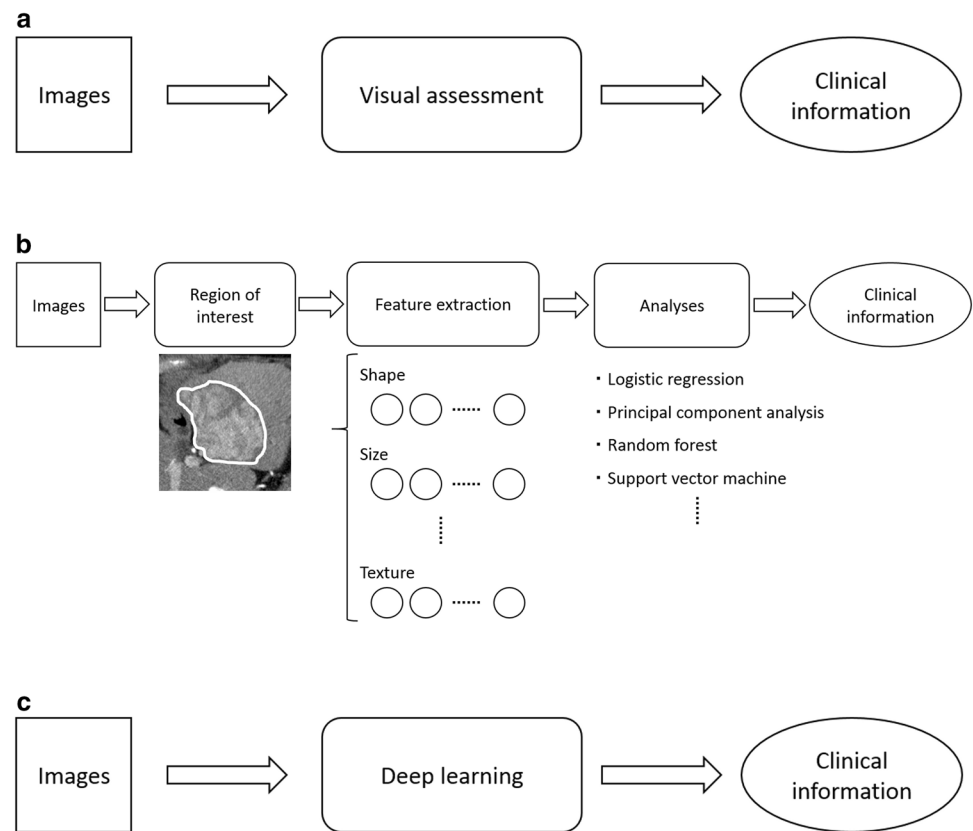 a
Images
Visual assessment
Clinical
information
b
Images
Region of
interest
Feature extraction
Analyses
Clinical
information
Shape
......
Size
......
Texture
......
· Logistic regression
· Principal component analysis
· Random forest
· Support vector machine
c
Images
Deep learning
Clinical
information